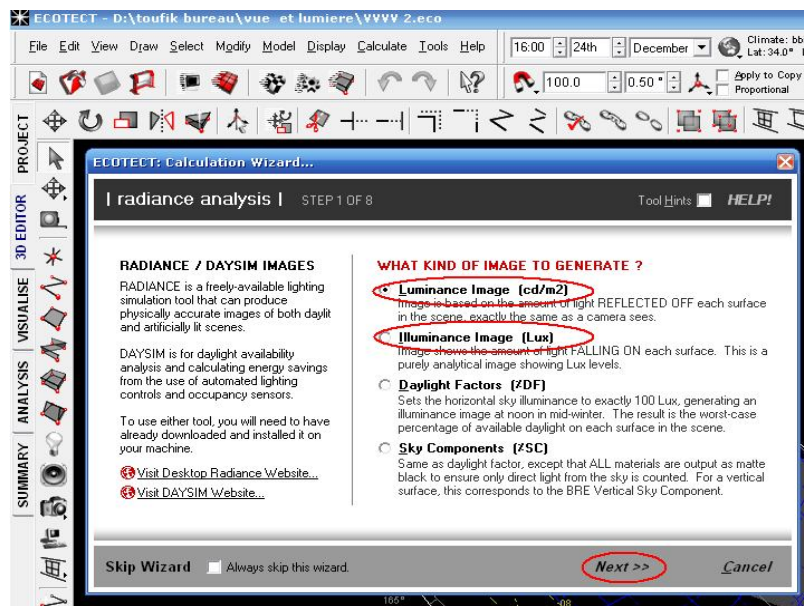 ECOTECT - D:\toufik bureau\vue et lumiere\VVVV 2.eco
File Edit View Draw Select Modify Model Display Calculate Tools Help
16:00 24th December
Climate: bb
Lat: 34.0°
100.0 0.50 °
Apply to Copy
Proportional
PROJECT
3D EDITOR
VISUALISE
ANALYSIS
SUMMARY
ECOTECT: Calculation Wizard...
| radiance analysis | STEP 1 OF 8 Tool Hints HELP!
RADIANCE / DAYSIM IMAGES
RADIANCE is a freely-available lighting
simulation tool that can produce
physically accurate images of both daylit
and artificially lit scenes.
DAYSIM is for daylight availability
analysis and calculating energy savings
from the use of automated lighting
controls and occupancy sensors.
To use either tool, you will need to have
already downloaded and installed it on
your machine.
Visit Desktop Radiance Website...
Visit DAYSIM Website...
WHAT KIND OF IMAGE TO GENERATE ?
Luminance Image (cd/m2)
Image is based on the amount of light REFLECTED OFF each surface
in the scene, exactly the same as a camera sees.
Illuminance Image (Lux)
Image shows the amount of light FALLING ON each surface. This is a
purely analytical image showing Lux levels.
Daylight Factors (%DF)
Sets the horizontal sky illuminance to exactly 100 Lux, generating an
illuminance image at noon in mid-winter. The result is the worst-case
percentage of available daylight on each surface in the scene.
Sky Components (%SC)
Same as daylight factor, except that ALL materials are output as matte
black to ensure only direct light from the sky is counted. For a vertical
surface, this corresponds to the BRE Vertical Sky Component.
Skip Wizard Always skip this wizard. Next >> Cancel
165°
-08